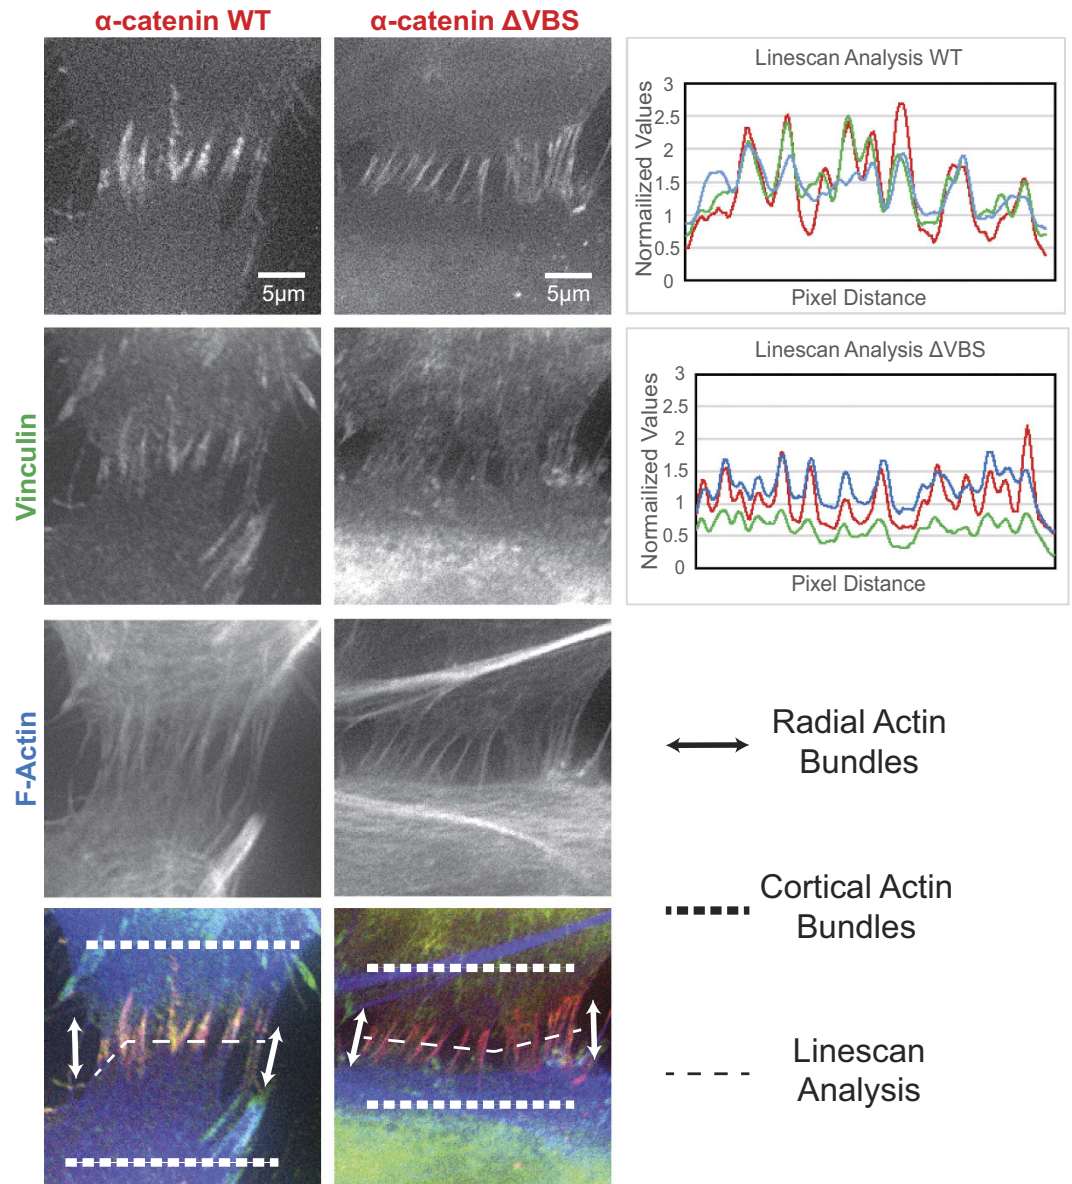 α-catenin WT
α-catenin ΔVBS
5µm
5µm
Linescan Analysis WT
Normailized Values
3
2.5
2
1.5
1
0.5
0
Pixel Distance
Vinculin
Linescan Analysis ΔVBS
Normailized Values
3
2.5
2
1.5
1
0.5
0
Pixel Distance
F-Actin
Radial Actin
Bundles
Cortical Actin
Bundles
Linescan
Analysis